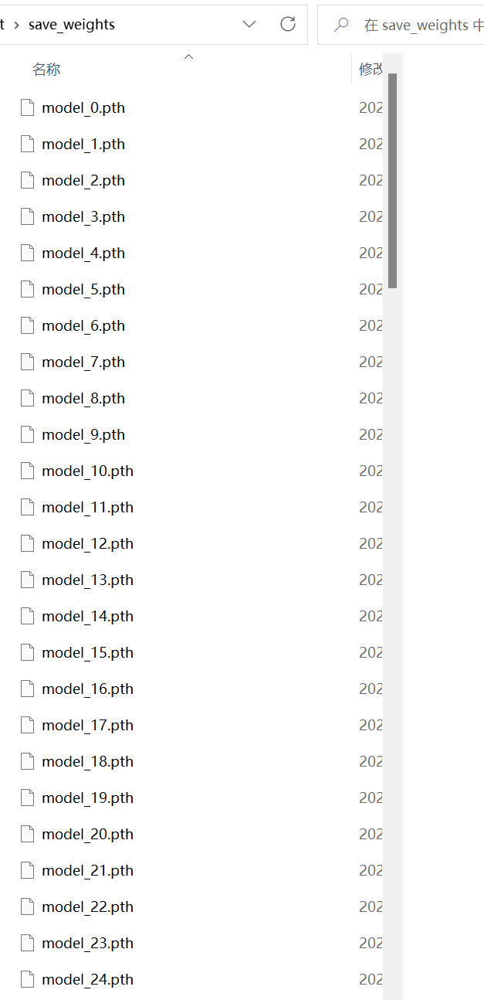 t › save_weights 在 save_weights 中
名称 修改
model_0.pth 202
model_1.pth 202
model_2.pth 202
model_3.pth 202
model_4.pth 202
model_5.pth 202
model_6.pth 202
model_7.pth 202
model_8.pth 202
model_9.pth 202
model_10.pth 202
model_11.pth 202
model_12.pth 202
model_13.pth 202
model_14.pth 202
model_15.pth 202
model_16.pth 202
model_17.pth 202
model_18.pth 202
model_19.pth 202
model_20.pth 202
model_21.pth 202
model_22.pth 202
model_23.pth 202
model_24.pth 202